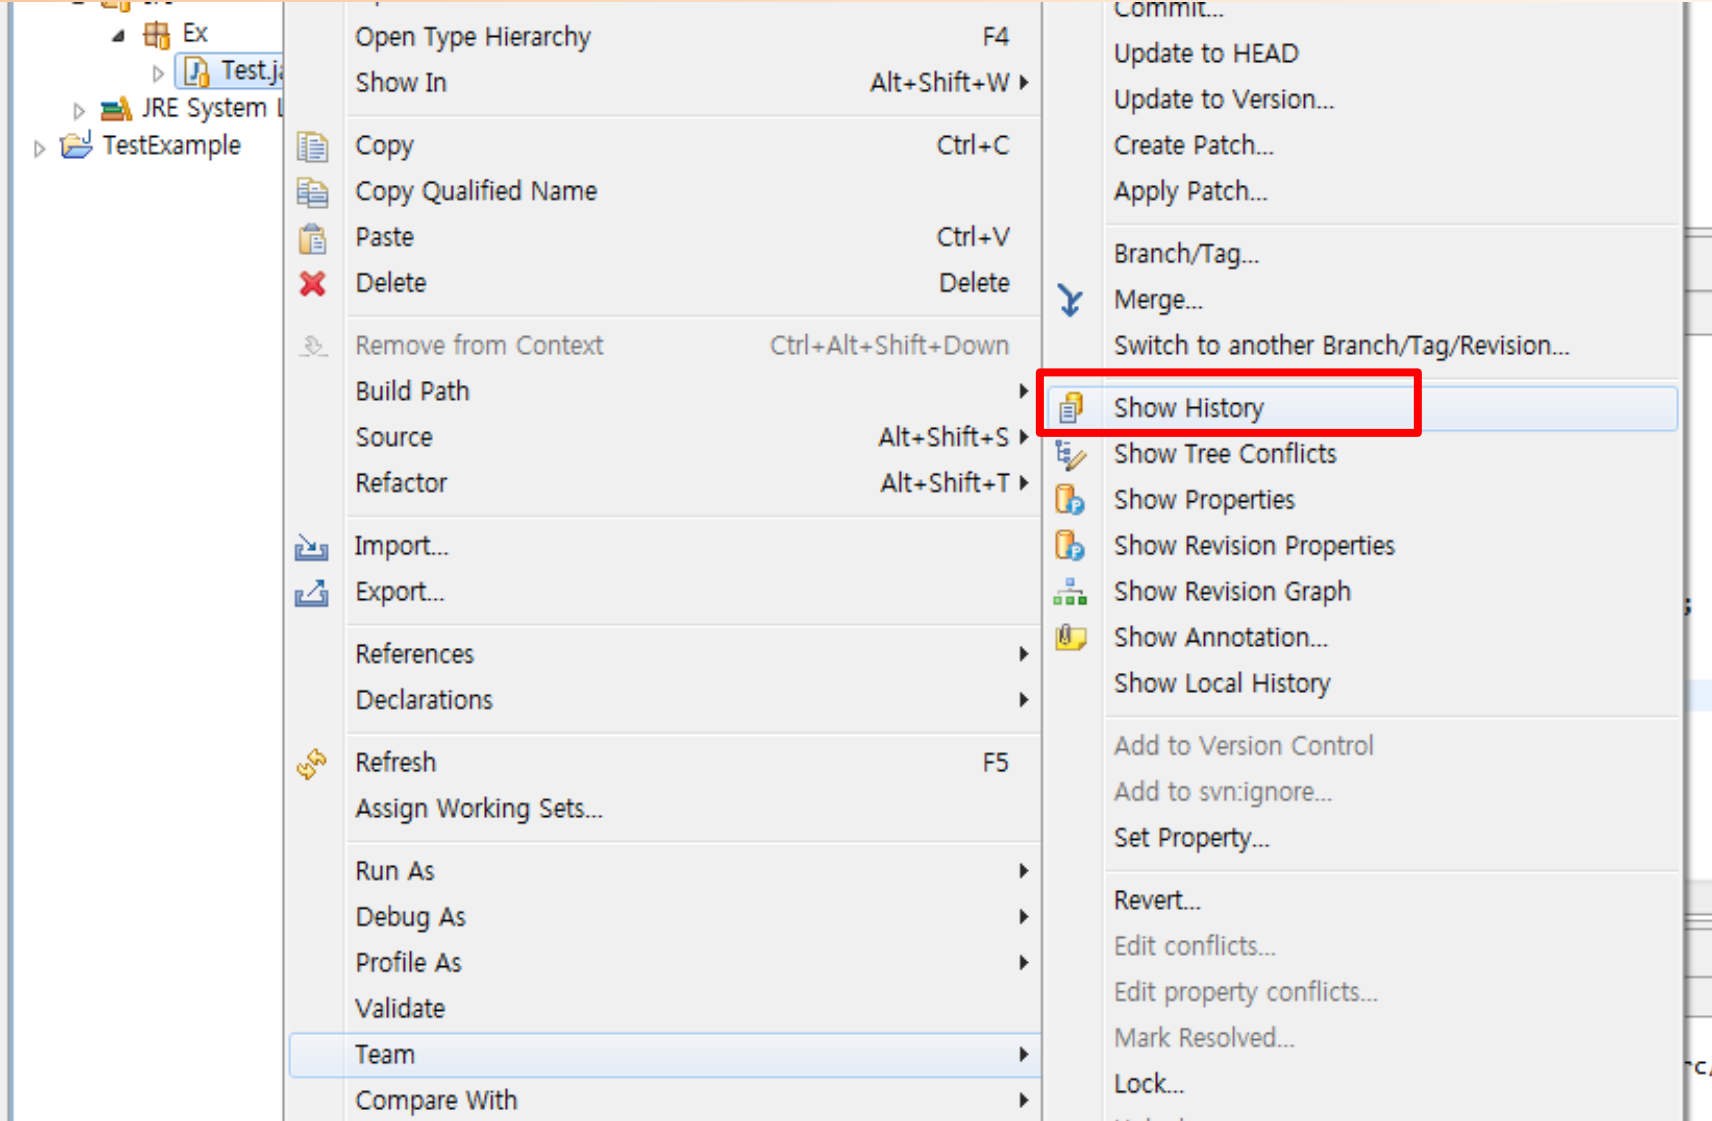 Ex
Test.ja
JRE System L
TestExample
Open Type Hierarchy F4
Show In Alt+Shift+W
Copy Ctrl+C
Copy Qualified Name
Paste Ctrl+V
Delete Delete
Remove from Context Ctrl+Alt+Shift+Down
Build Path
Source Alt+Shift+S
Refactor Alt+Shift+T
Import...
Export...
References
Declarations
Refresh F5
Assign Working Sets...
Run As
Debug As
Profile As
Validate
Team
Compare With
Commit...
Update to HEAD
Update to Version...
Create Patch...
Apply Patch...
Branch/Tag...
Merge...
Switch to another Branch/Tag/Revision...
Show History
Show Tree Conflicts
Show Properties
Show Revision Properties
Show Revision Graph
Show Annotation...
Show Local History
Add to Version Control
Add to svn:ignore...
Set Property...
Revert...
Edit conflicts...
Edit property conflicts...
Mark Resolved...
Lock...
;
rc/